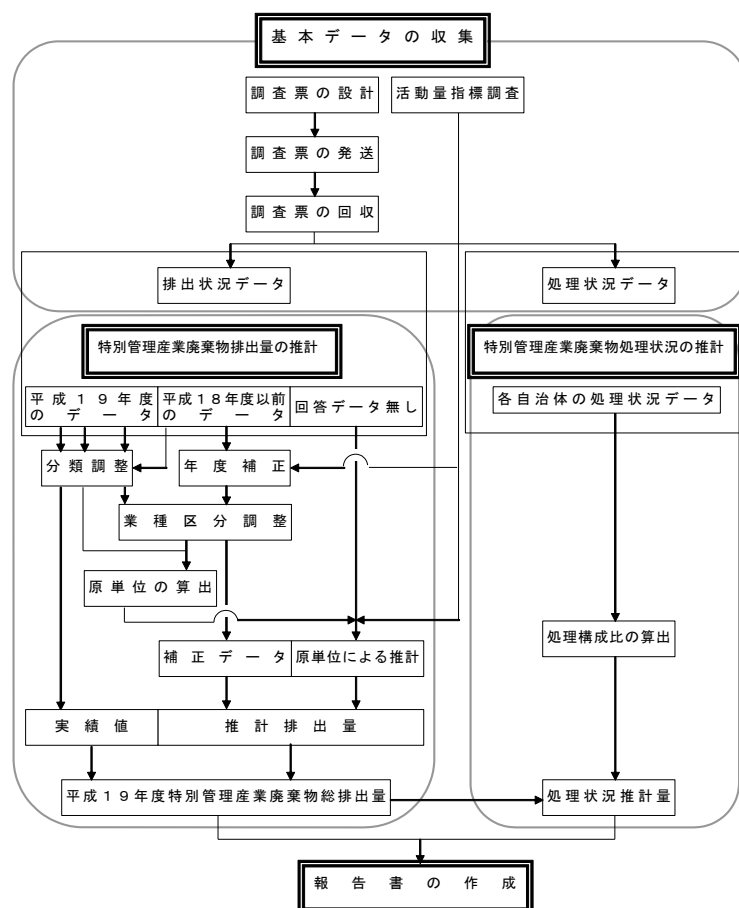 基本データの収集
調査票の設計
活動量指標調査
調査票の発送
調査票の回収
排出状況データ
処理状況データ
特別管理産業廃棄物排出量の推計
特別管理産業廃棄物処理状況の推計
平成19年度
のデータ
平成18年度以前
のデータ
回答データ無し
各自治体の処理状況データ
分類調整
年度補正
業種区分調整
原単位の算出
処理構成比の算出
補正データ
原単位による推計
実績値
推計排出量
平成19年度特別管理産業廃棄物総排出量
処理状況推計量
報告書の作成